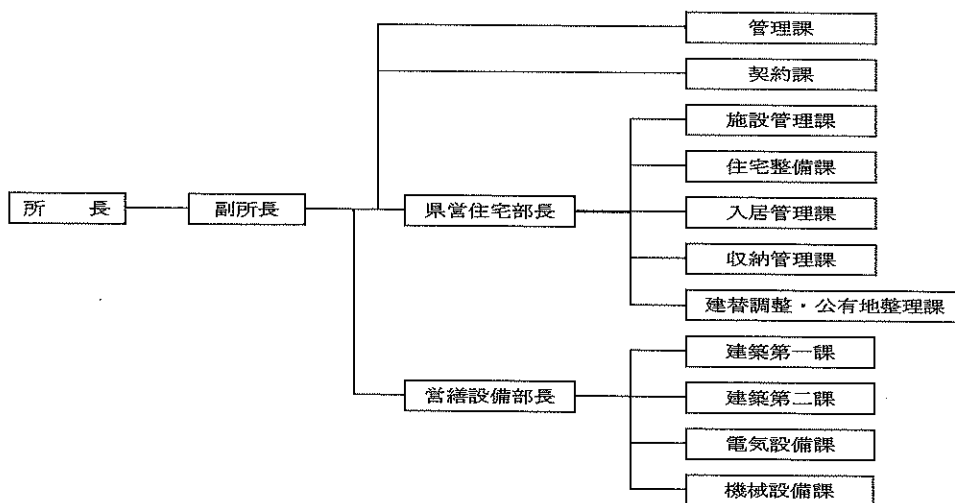 管理課
契約課
施設管理課
住宅整備課
所　長
副所長
県営住宅部長
入居管理課
収納管理課
建替調整・公有地整理課
建築第一課
営繕設備部長
建築第二課
電気設備課
機械設備課